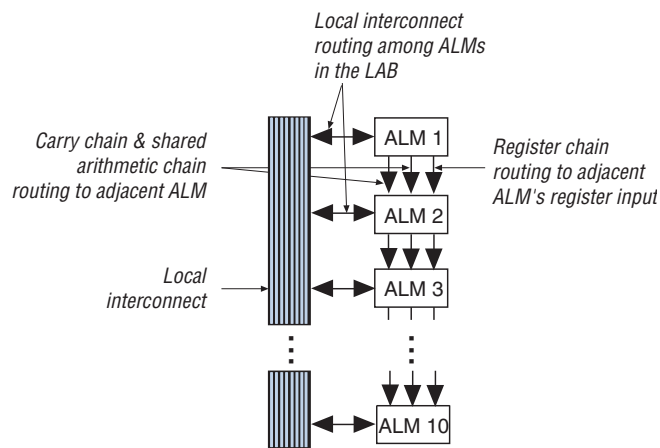 Local interconnect
routing among ALMs
in the LAB
Carry chain & shared
arithmetic chain
routing to adjacent ALM
Register chain
routing to adjacent
ALM's register input
Local
interconnect
ALM 1
ALM 2
ALM 3
ALM 10